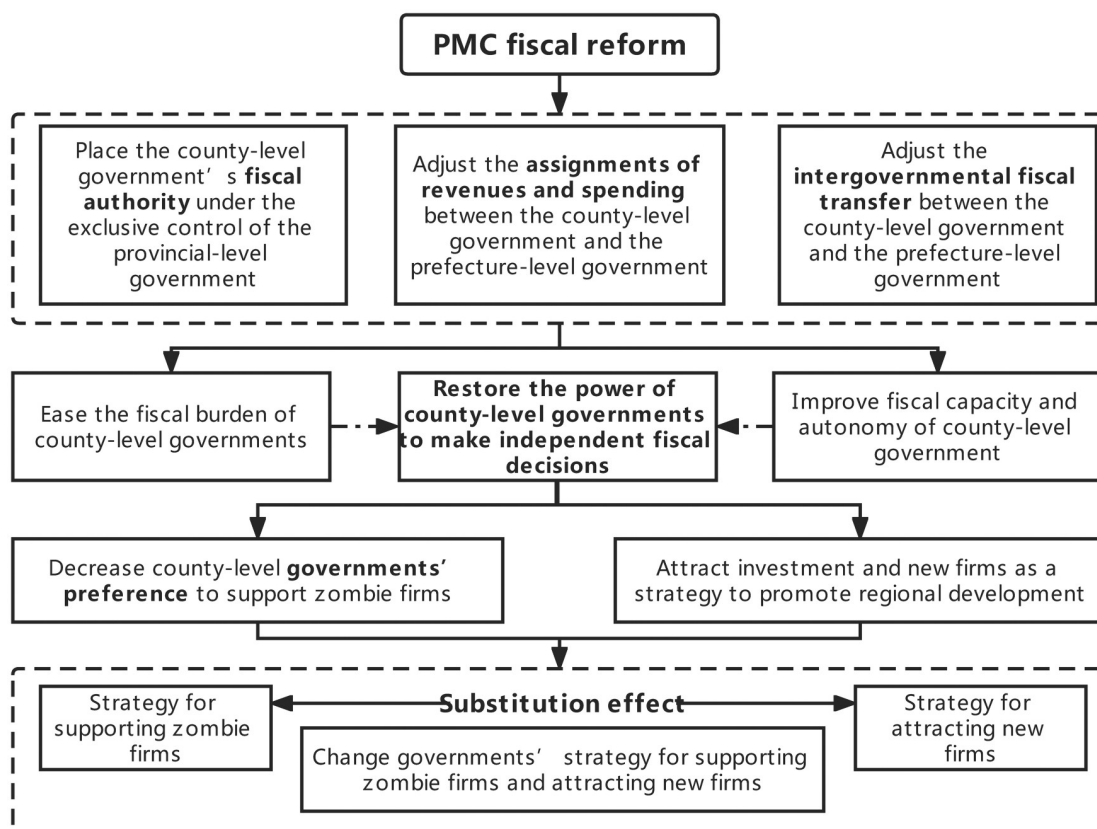 PMC fiscal reform
Place the county-level
government’s fiscal
authority under the
exclusive control of the
provincial-level
government
Adjust the assignments of
revenues and spending
between the county-level
government and the
prefecture-level government
Adjust the
intergovernmental fiscal
transfer between the
county-level government
and the prefecture-level
government
Ease the fiscal burden of
county-level governments
Restore the power of
county-level governments
to make independent fiscal
decisions
Improve fiscal capacity and
autonomy of county-level
government
Decrease county-level governments’
preference to support zombie firms
Attract investment and new firms as a
strategy to promote regional development
Strategy for
supporting zombie
firms
Substitution effect
Change governments’ strategy for supporting
zombie firms and attracting new firms
Strategy for
attracting new
firms